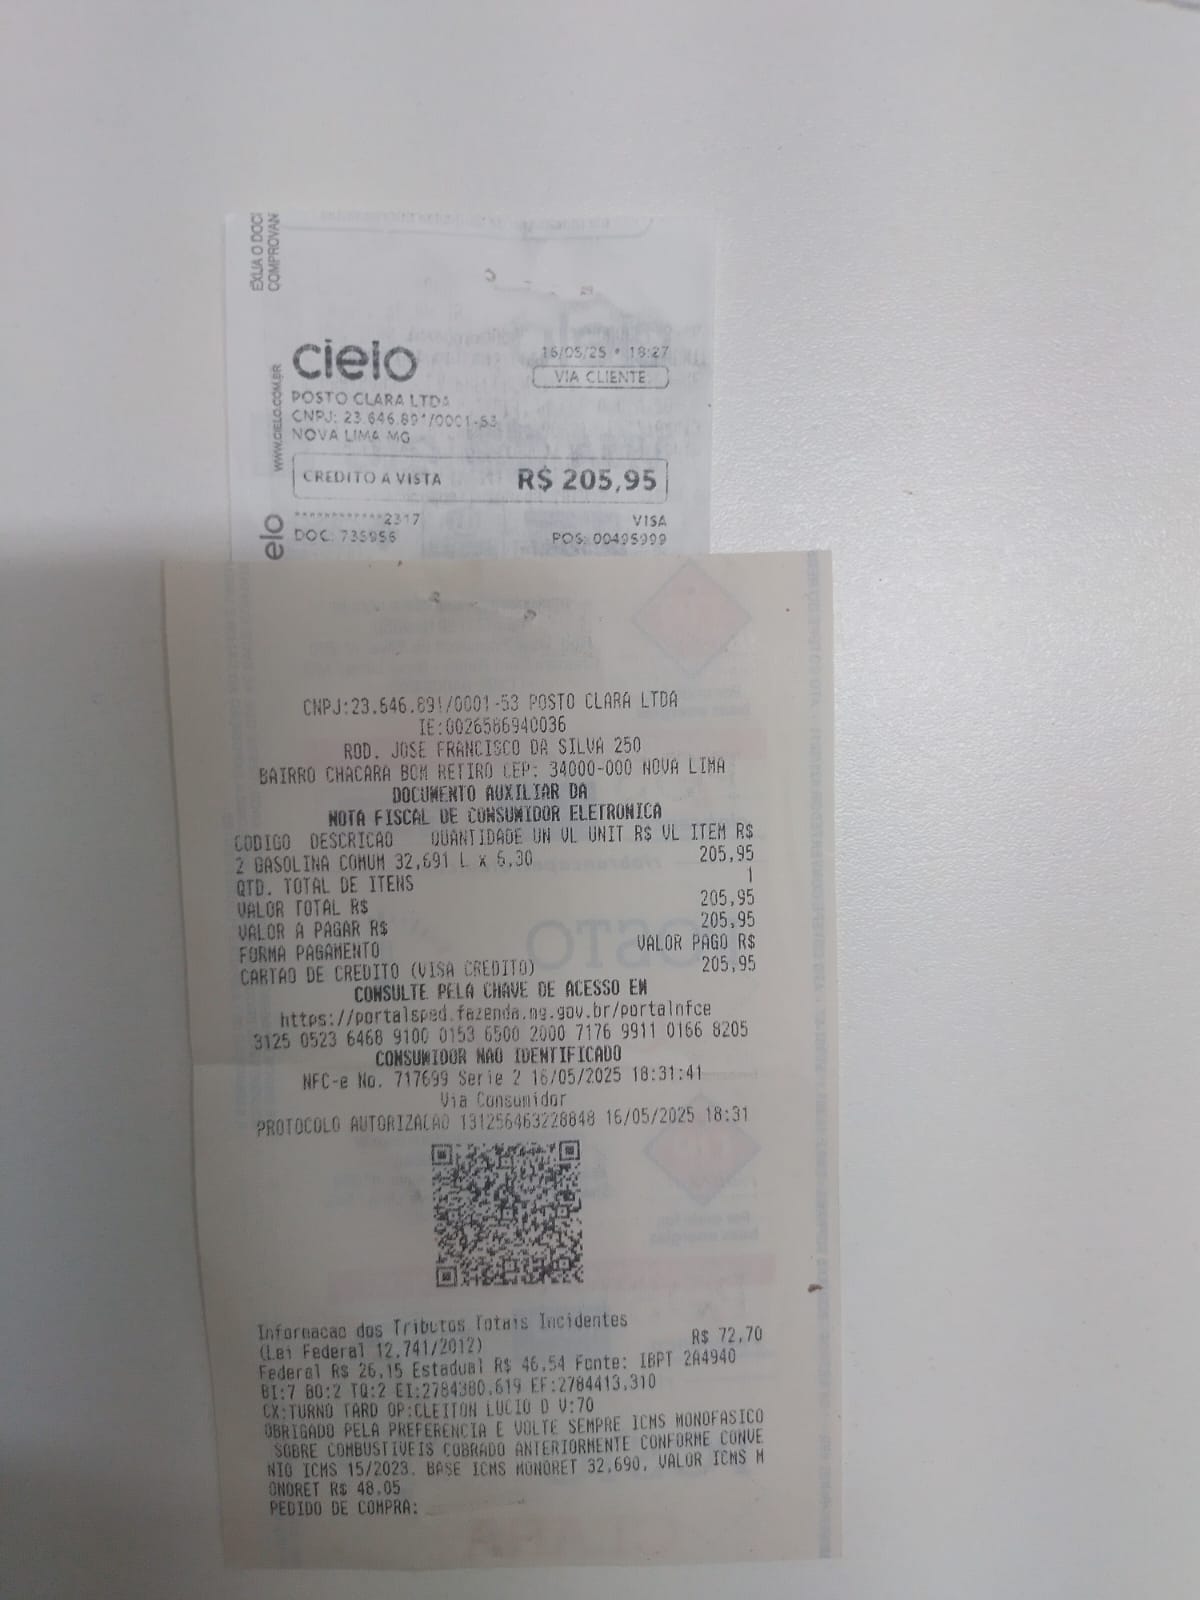 EXIJA O DOC
COMPROVAN
WWW.CIELO.COM.BR
elo
cielo
16/05/25 • 18:27
VIA CLIENTE
POSTO CLARA LTDA
CNPJ: 23.646.891/0001-53
NOVA LIMA MG
CREDITO A VISTA R$ 205,95
************2317 VISA
DOC: 735956 POS: 00495999
CNPJ:23.646.891/0001-53 POSTO CLARA LTDA
IE:0026586940036
ROD. JOSE FRANCISCO DA SILVA 250
BAIRRO CHACARA BOM RETIRO CEP: 34000-000 NOVA LIMA
DOCUMENTO AUXILIAR DA
NOTA FISCAL DE CONSUMIDOR ELETRONICA
CODIGO DESCRICAO QUANTIDADE UN VL UNIT R$ VL ITEM R$
2 GASOLINA COMUM 32,691 L x 6,30 205,95
QTD. TOTAL DE ITENS 1
VALOR TOTAL R$ 205,95
VALOR A PAGAR R$ 205,95
FORMA PAGAMENTO VALOR PAGO R$
CARTAO DE CREDITO (VISA CREDITO) 205,95
CONSULTE PELA CHAVE DE ACESSO EM
https://portalsped.fazenda.mg.gov.br/portalnfce
3125 0523 6468 9100 0153 6500 2000 7176 9911 0166 8205
CONSUMIDOR NAO IDENTIFICADO
NFC-e No. 717699 Serie 2 16/05/2025 18:31:41
Via Consumidor
PROTOCOLO AUTORIZACAO 131256463228848 16/05/2025 18:31
Informacao dos Tributos Totais Incidentes
(Lei Federal 12.741/2012) R$ 72,70
Federal R$ 26,15 Estadual R$ 46,54 Fonte: IBPT 2A4940
BI:7 BO:2 TQ:2 EI:2784380,619 EF:2784413,310
CX:TURNO TARD OP:CLEITON LUCIO D V:70
OBRIGADO PELA PREFERENCIA E VOLTE SEMPRE ICMS MONOFASICO
SOBRE COMBUSTIVEIS COBRADO ANTERIORMENTE CONFORME CONVE
NIO ICMS 15/2023. BASE ICMS MONORET 32,690, VALOR ICMS M
ONORET R$ 48,05
PEDIDO DE COMPRA: